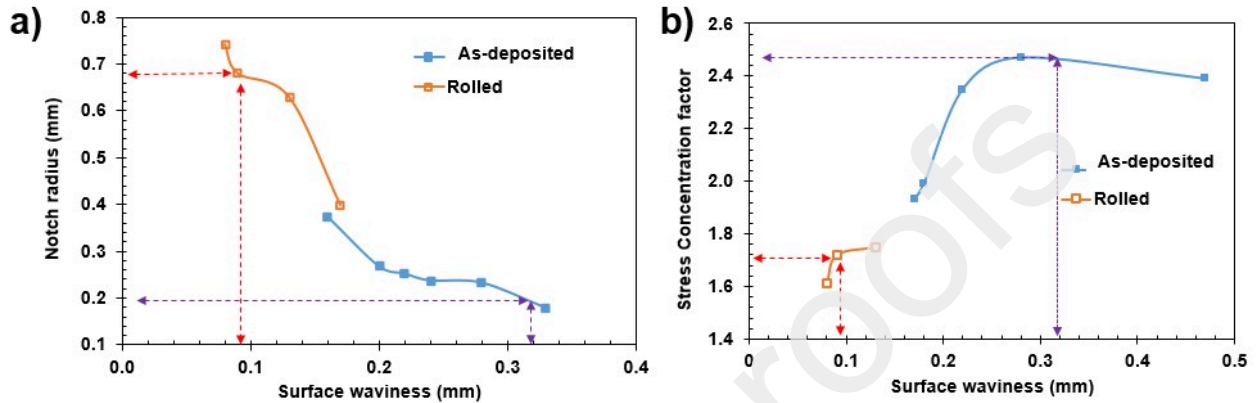 a)
0.8
0.7
0.6
0.5
0.4
0.3
0.2
0.1
Notch radius (mm)
As-deposited
Rolled
0.0 0.1 0.2 0.3 0.4
Surface waviness (mm)
b)
2.6
2.4
2.2
2.0
1.8
1.6
1.4
Stress Concentration factor
As-deposited
Rolled
0 0.1 0.2 0.3 0.4 0.5
Surface waviness (mm)
roofs